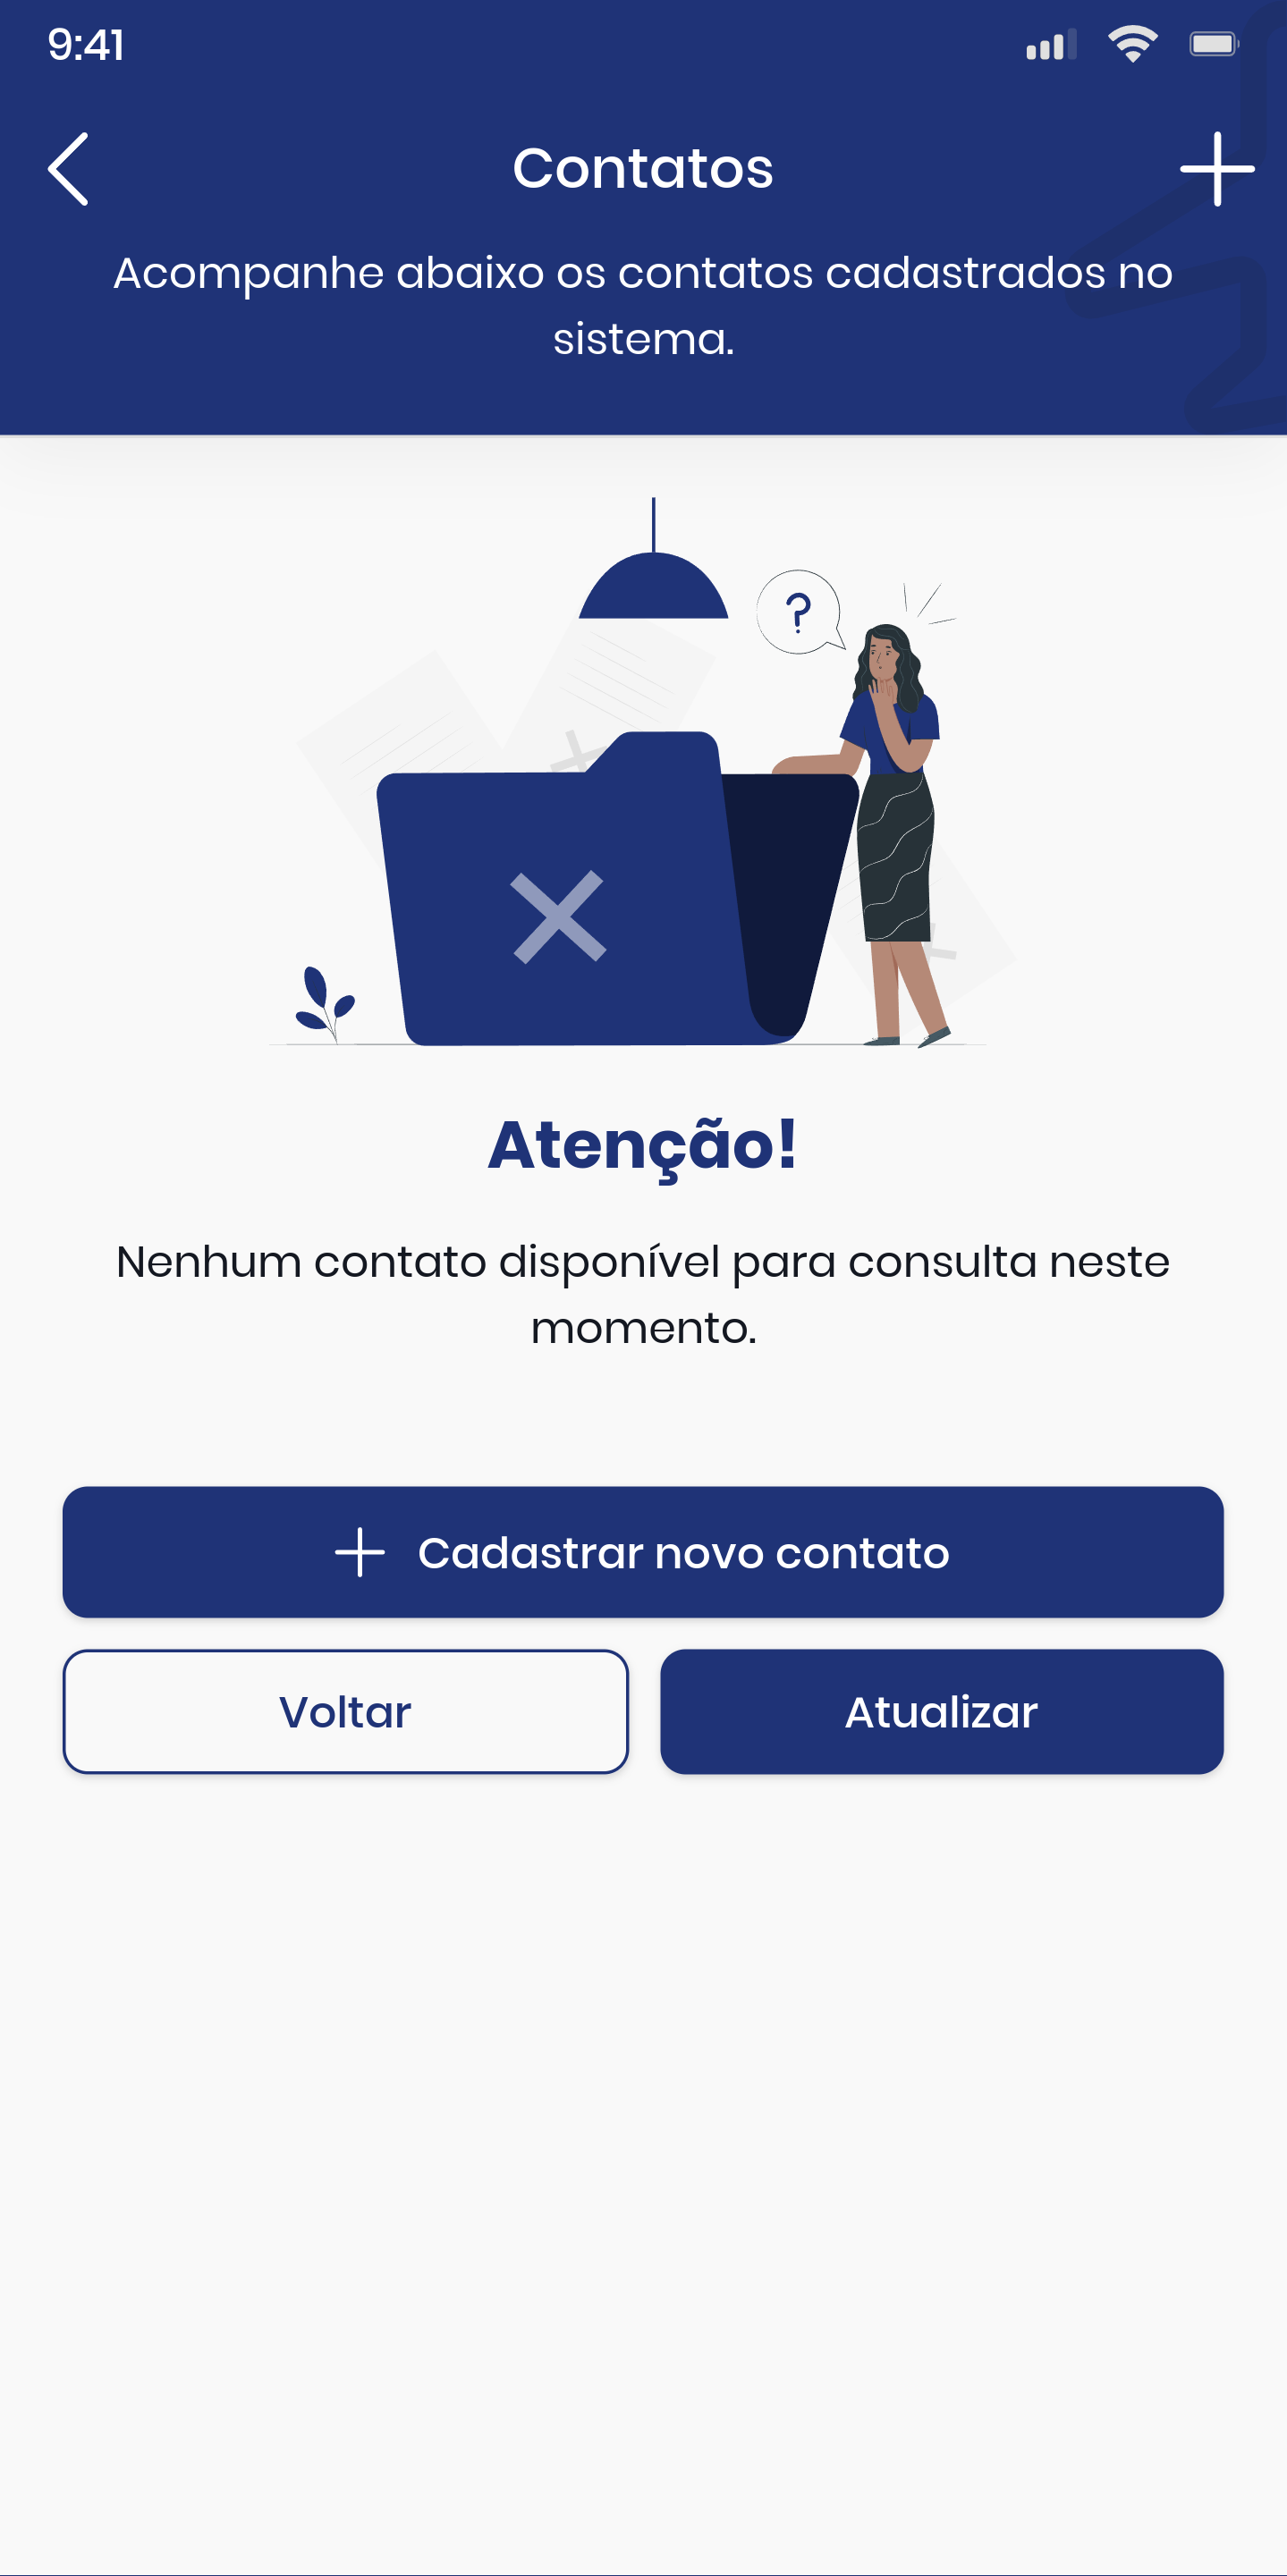 9:41
Contatos
Acompanhe abaixo os contatos cadastrados no
sistema.
?
Atenção!
Nenhum contato disponível para consulta neste
momento.
Cadastrar novo contato
Voltar
Atualizar